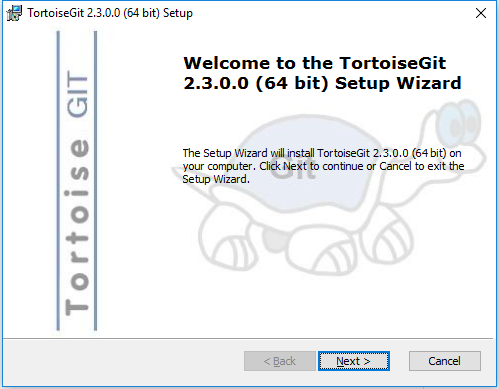 TortoiseGit 2.3.0.0 (64 bit) Setup
Welcome to the TortoiseGit
2.3.0.0 (64 bit) Setup Wizard
Tortoise GIT
The Setup Wizard will install TortoiseGit 2.3.0.0 (64 bit) on
your computer. Click Next to continue or Cancel to exit the
Setup Wizard.
Git
< Back
Next >
Cancel